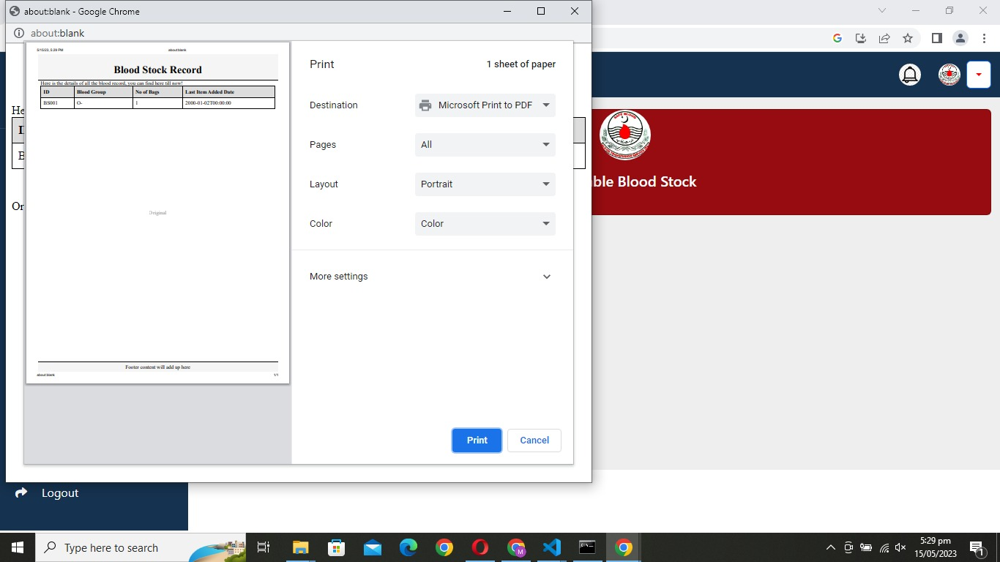 about:blank - Google Chrome
about:blank
5/15/23, 5:29 PM
about:blank
Blood Stock Record
Here is the details of all the blood record, you can find here till now!
ID Blood Group No of Bags Last Item Added Date
BS001 O- 1 2000-01-02T00:00:00
Original
Footer content will add up here
about:blank
1/1
He
B
Or
Print
1 sheet of paper
Destination
Microsoft Print to PDF
Pages
All
Layout
Portrait
Color
Color
More settings
Print
Cancel
SAFE BLOOD
ble Blood Stock
Logout
Type here to search
M
5:29 pm
15/05/2023
1